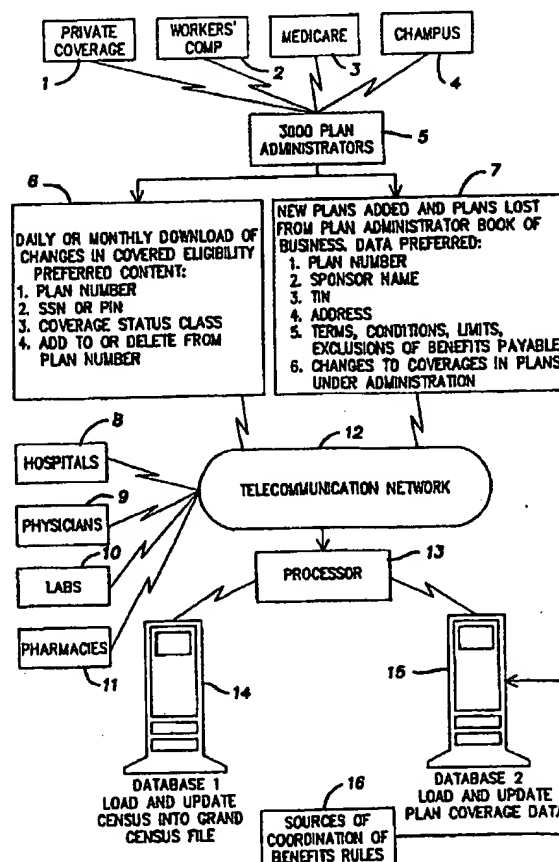 PRIVATE
COVERAGE
WORKERS'
COMP
MEDICARE
CHAMPUS
1
2
3
4
3000 PLAN
ADMINISTRATORS
5
6
7
DAILY OR MONTHLY DOWNLOAD OF
CHANGES IN COVERED ELIGIBILITY
PREFERRED CONTENT:
1. PLAN NUMBER
2. SSN OR PIN
3. COVERAGE STATUS CLASS
4. ADD TO OR DELETE FROM
PLAN NUMBER
NEW PLANS ADDED AND PLANS LOST
FROM PLAN ADMINISTRATOR BOOK OF
BUSINESS. DATA PREFERRED:
1. PLAN NUMBER
2. SPONSOR NAME
3. TIN
4. ADDRESS
5. TERMS, CONDITIONS, LIMITS,
EXCLUSIONS OF BENEFITS PAYABLE
6. CHANGES TO COVERAGES IN PLANS
UNDER ADMINISTRATION
8
HOSPITALS
9
PHYSICIANS
10
LABS
PHARMACIES
11
12
TELECOMMUNICATION NETWORK
PROCESSOR
13
14
15
DATABASE 1
LOAD AND UPDATE
CENSUS INTO GRAND
CENSUS FILE
DATABASE 2
LOAD AND UPDATE
PLAN COVERAGE DATA
16
SOURCES OF
COORDINATION OF
BENEFITS RULES